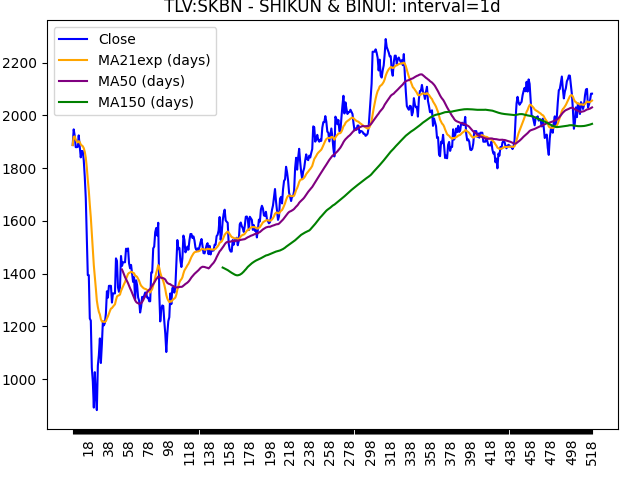 TLV:SKBN - SHIKUN & BINUI: interval=1d
Close
MA21exp (days)
MA50 (days)
MA150 (days)
2200
2000
1800
1600
1400
1200
1000
18 38 58 78 98 118 138 158 178 198 218 238 258 278 298 318 338 358 378 398 418 438 458 478 498 518